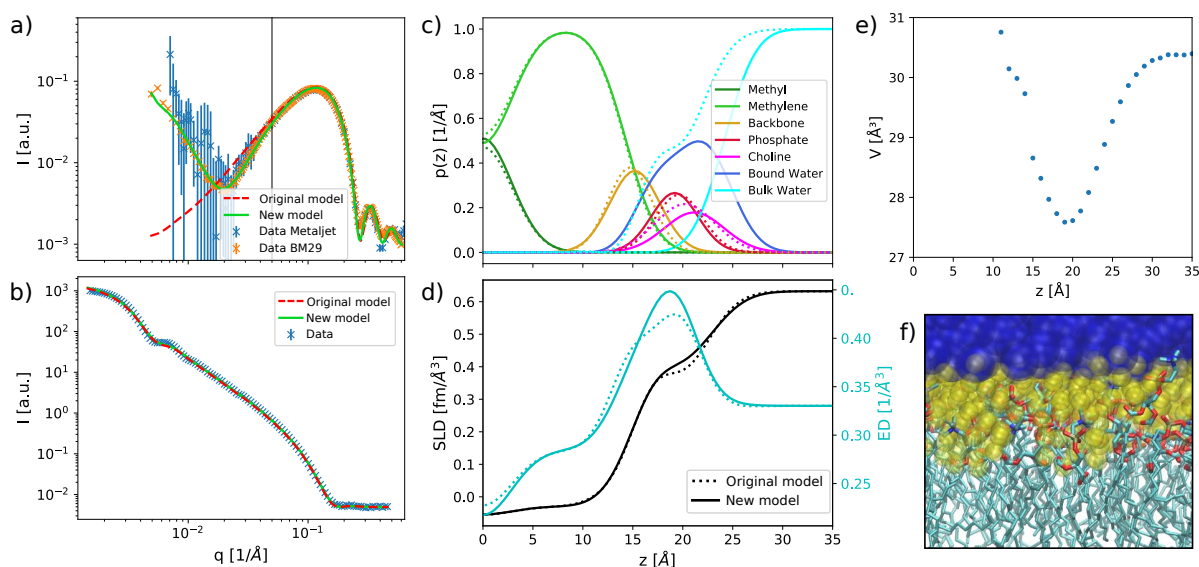 a)
I [a.u.]
10⁻¹
10⁻²
10⁻³
Original model
New model
Data Metaljet
Data BM29
b)
I [a.u.]
10³
10²
10¹
10⁰
10⁻¹
10⁻²
Original model
New model
Data
10⁻²
10⁻¹
q [1/Å]
c)
p(z) [1/Å]
1.0
0.8
0.6
0.4
0.2
0.0
Methyl
Methylene
Backbone
Phosphate
Choline
Bound Water
Bulk Water
d)
SLD [fm/Å³]
0.6
0.5
0.4
0.3
0.2
0.1
0.0
Original model
New model
0 5 10 15 20 25 30 35
z [Å]
0.40
0.35
0.30
0.25
ED [1/Å³]
e)
V [Å³]
31
30
29
28
27
0 5 10 15 20 25 30 35
z [Å]
f)